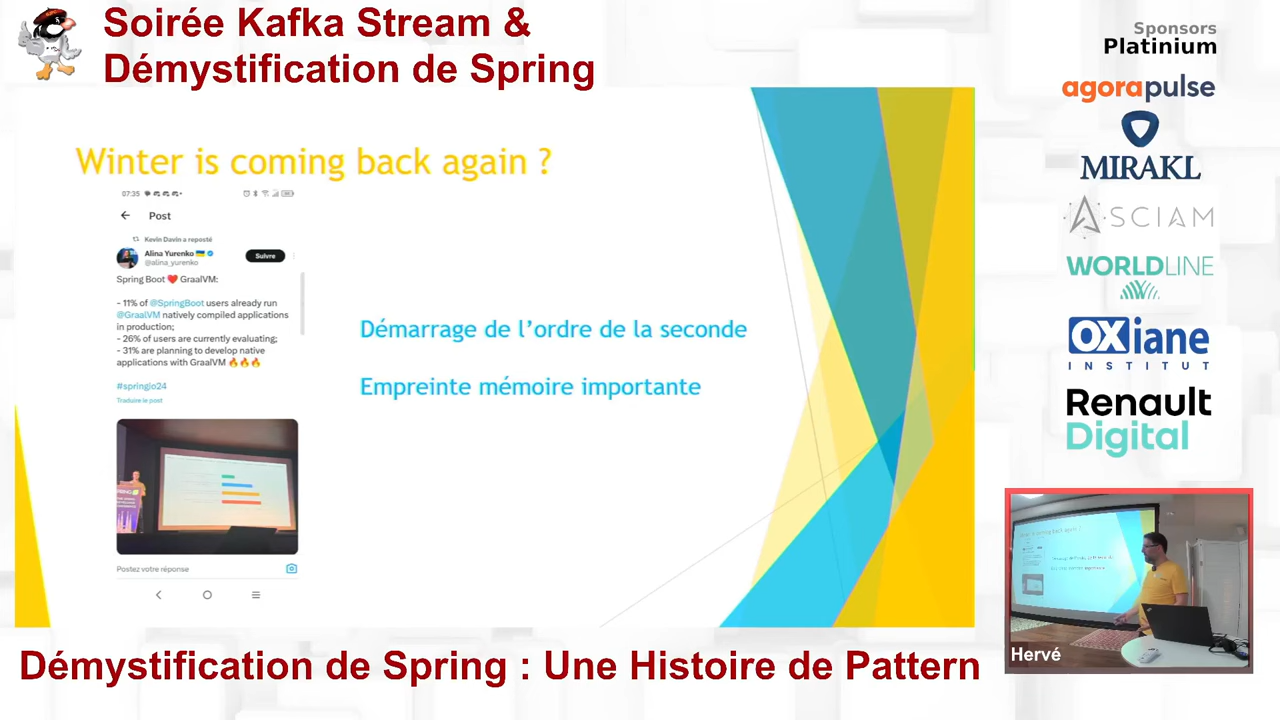 Soirée Kafka Stream &
Démystification de Spring
Sponsors
Platinium
agorapulse
MIRAKL
ASCIAM
WORLDLINE
OXiane
INSTITUT
Renault
Digital
Winter is coming back again ?
07:35
Post
Kevin Davin a reposté
Alina Yurenko
@alina_yurenko
Suivre
Spring Boot ❤️ GraalVM:
- 11% of @SpringBoot users already run
@GraalVM natively compiled applications
in production;
- 26% of users are currently evaluating;
- 31% are planning to develop native
applications with GraalVM 🔥🔥🔥
#springio24
Traduire le post
Postez votre réponse
Démarrage de l'ordre de la seconde
Empreinte mémoire importante
Hervé
Démystification de Spring : Une Histoire de Pattern